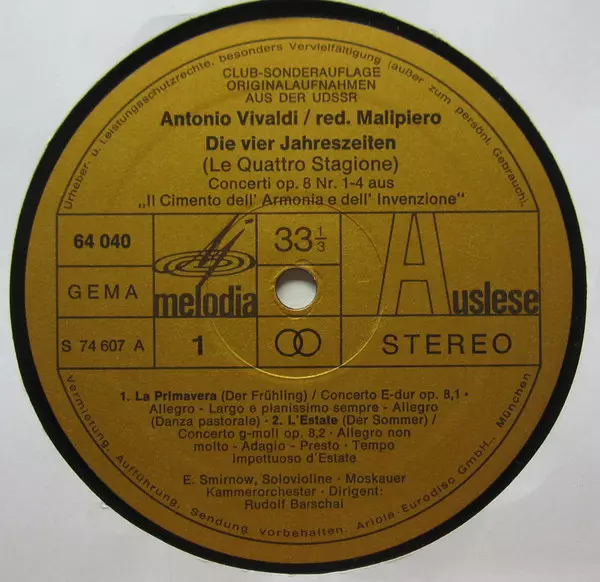 Urheber. u. Leistungsschutzrechte, besonders Vervielfältigung (außer zum persönl. Gebrauch),
CLUB-SONDERAUFLAGE
ORIGINALAUFNAHMEN
AUS DER UDSSR
Antonio Vivaldi / red. Malipiero
Die vier Jahreszeiten
(Le Quattro Stagione)
Concerti op. 8 Nr. 1-4 aus
„Il Cimento dell' Armonia e dell' Invenzione"
64 040
33 1/3
GEMA
melodia
Auslese
S 74 607 A
1
STEREO
1. La Primavera (Der Frühling) / Concerto E-dur op. 8,1 ·
Allegro - Largo e pianissimo sempre - Allegro
(Danza pastorale) · 2. L'Estate (Der Sommer) /
Concerto g-moll op. 8,2 · Allegro non
molto - Adagio - Presto · Tempo
Impettuoso d'Estate
E. Smirnow, Solovioline · Moskauer
Kammerorchester · Dirigent:
Rudolf Barschai
Vermietung, Aufführung, Sendung vorbehalten. Ariola-Eurodisc GmbH., München